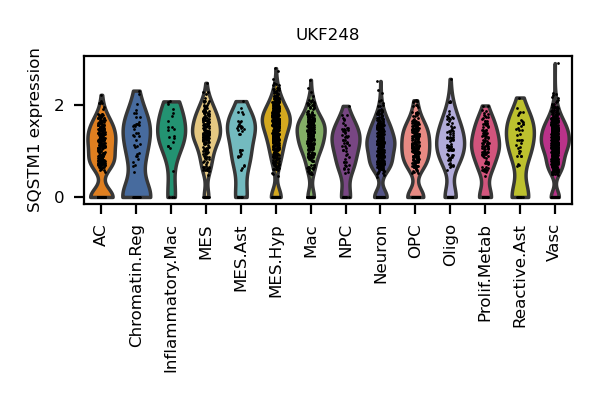 UKF248
SQSTM1 expression
2
0
AC
Chromatin.Reg
Inflammatory.Mac
MES
MES.Ast
MES.Hyp
Mac
NPC
Neuron
OPC
Oligo
Prolif.Metab
Reactive.Ast
Vasc